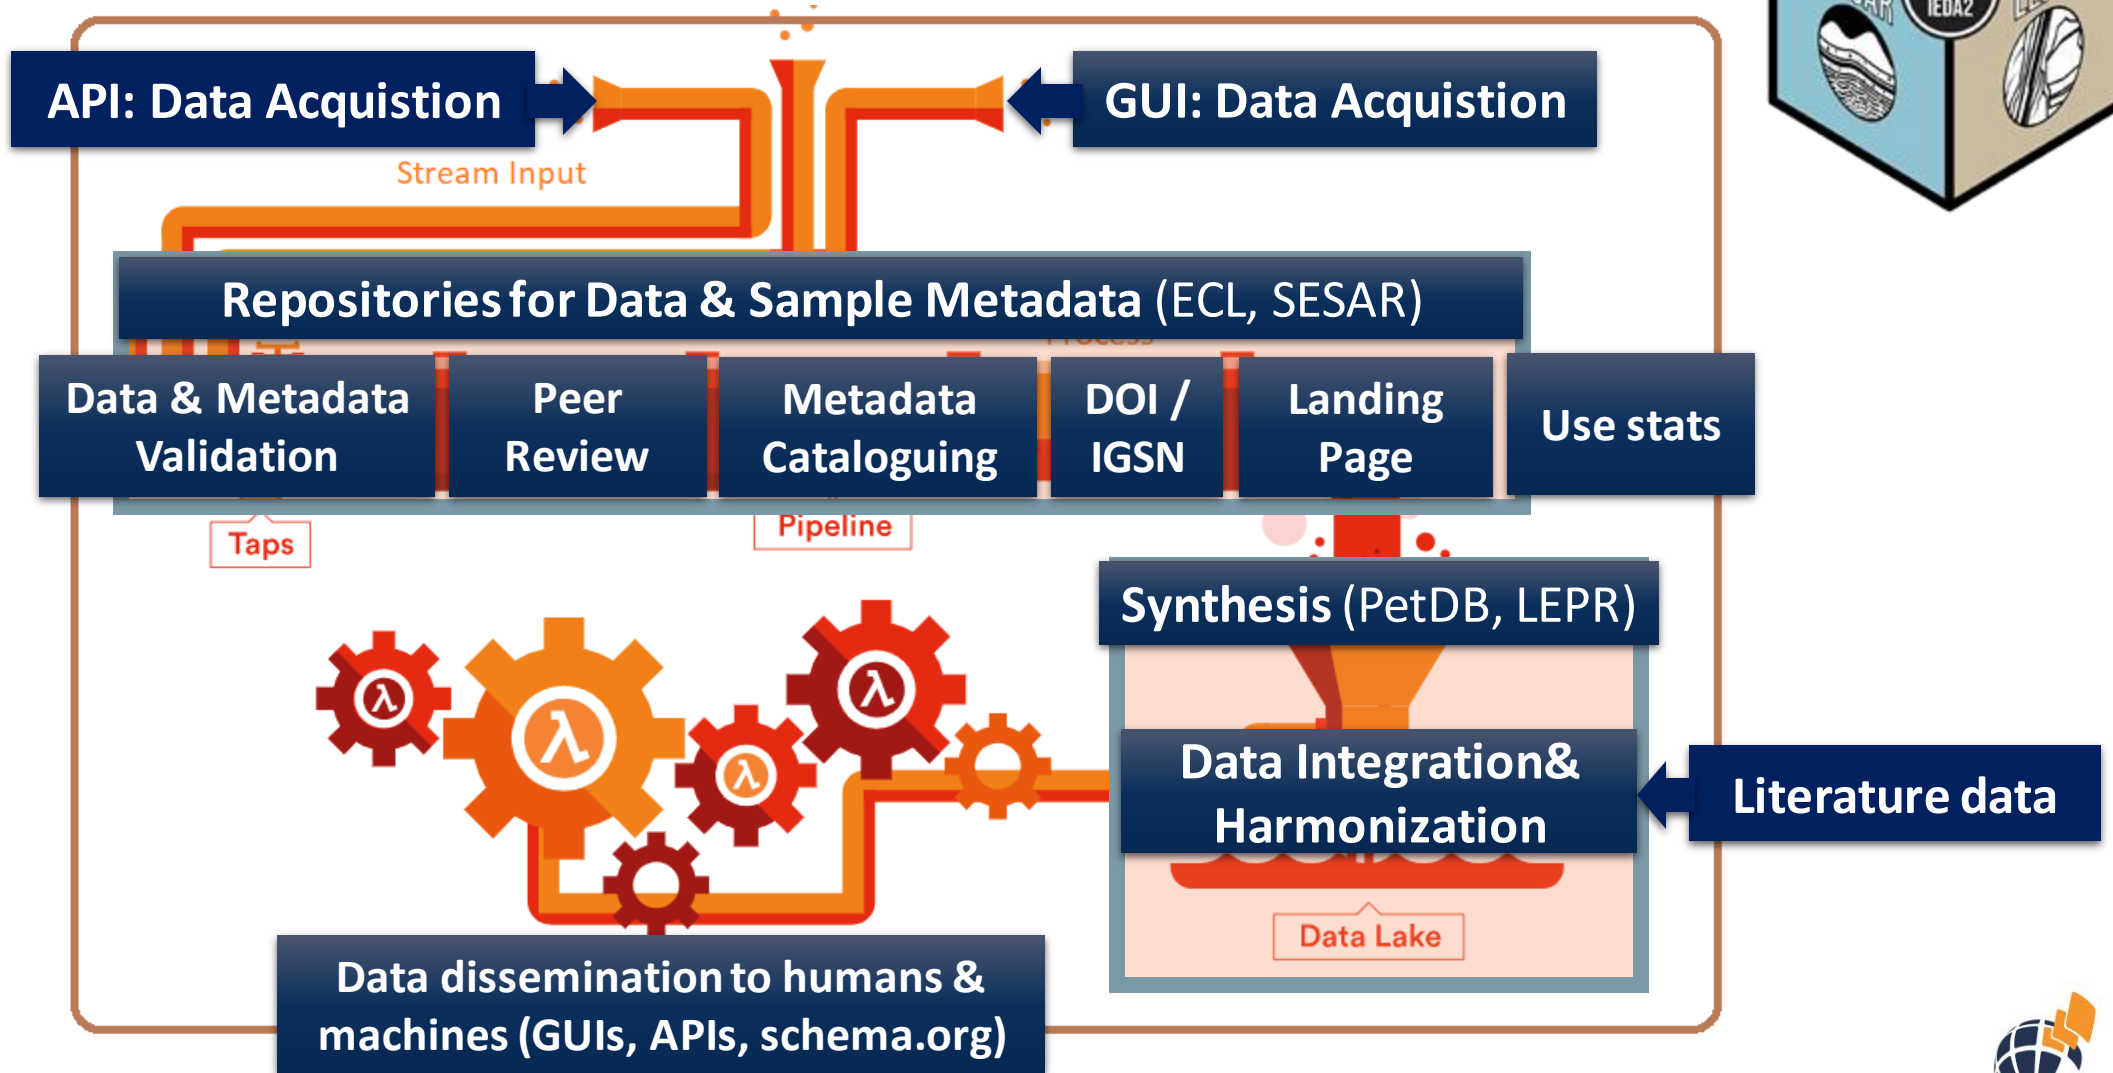 IEDA2
API: Data Acquistion
GUI: Data Acquistion
Stream Input
Repositories for Data & Sample Metadata (ECL, SESAR)
Process
Data & Metadata
Validation
Peer
Review
Metadata
Cataloguing
DOI /
IGSN
Landing
Page
Use stats
Taps
Pipeline
Synthesis (PetDB, LEPR)
λ
λ
λ
λ
Data Integration&
Harmonization
Literature data
Data Lake
Data dissemination to humans &
machines (GUIs, APIs, schema.org)